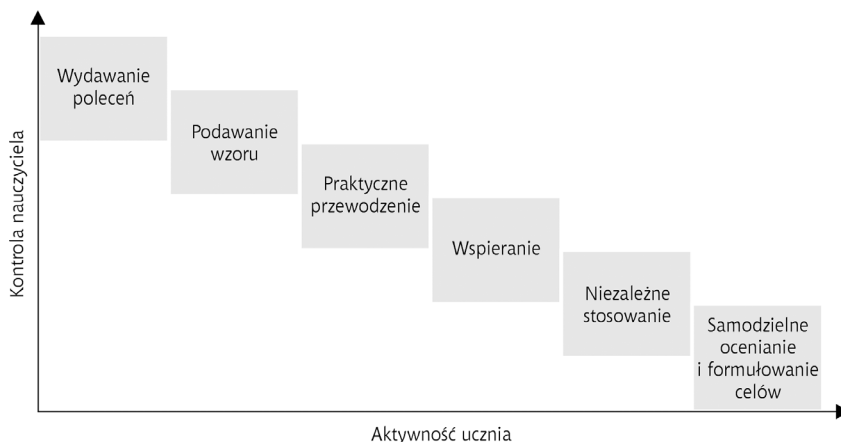 Kontrola nauczyciela
Wydawanie
poleceń
Podawanie
wzoru
Praktyczne
przewodzenie
Wspieranie
Niezależne
stosowanie
Samodzielne
ocenianie
i formułowanie
celów
Aktywność ucznia